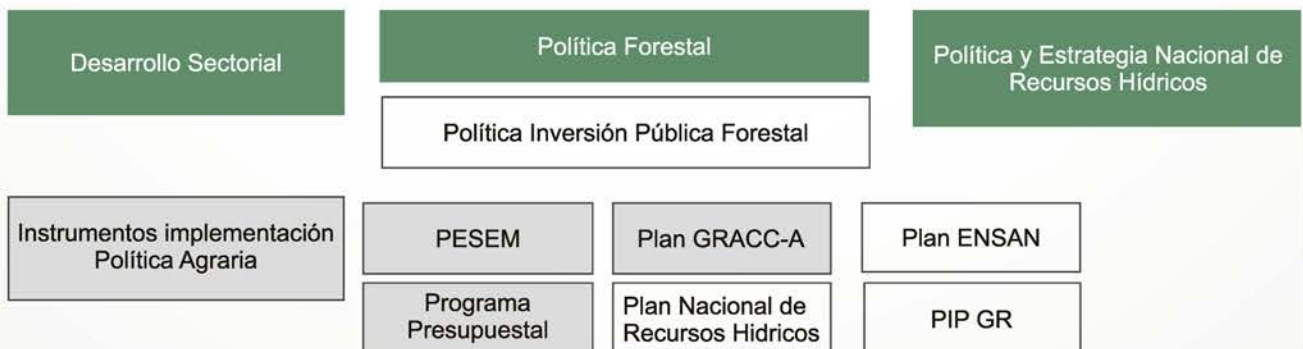 Desarrollo Sectorial
Política Forestal
Política y Estrategia Nacional de
Recursos Hídricos
Política Inversión Pública Forestal
Instrumentos implementación
Política Agraria
PESEM
Plan GRACC-A
Plan ENSAN
Programa
Presupuestal
Plan Nacional de
Recursos Hidricos
PIP GR